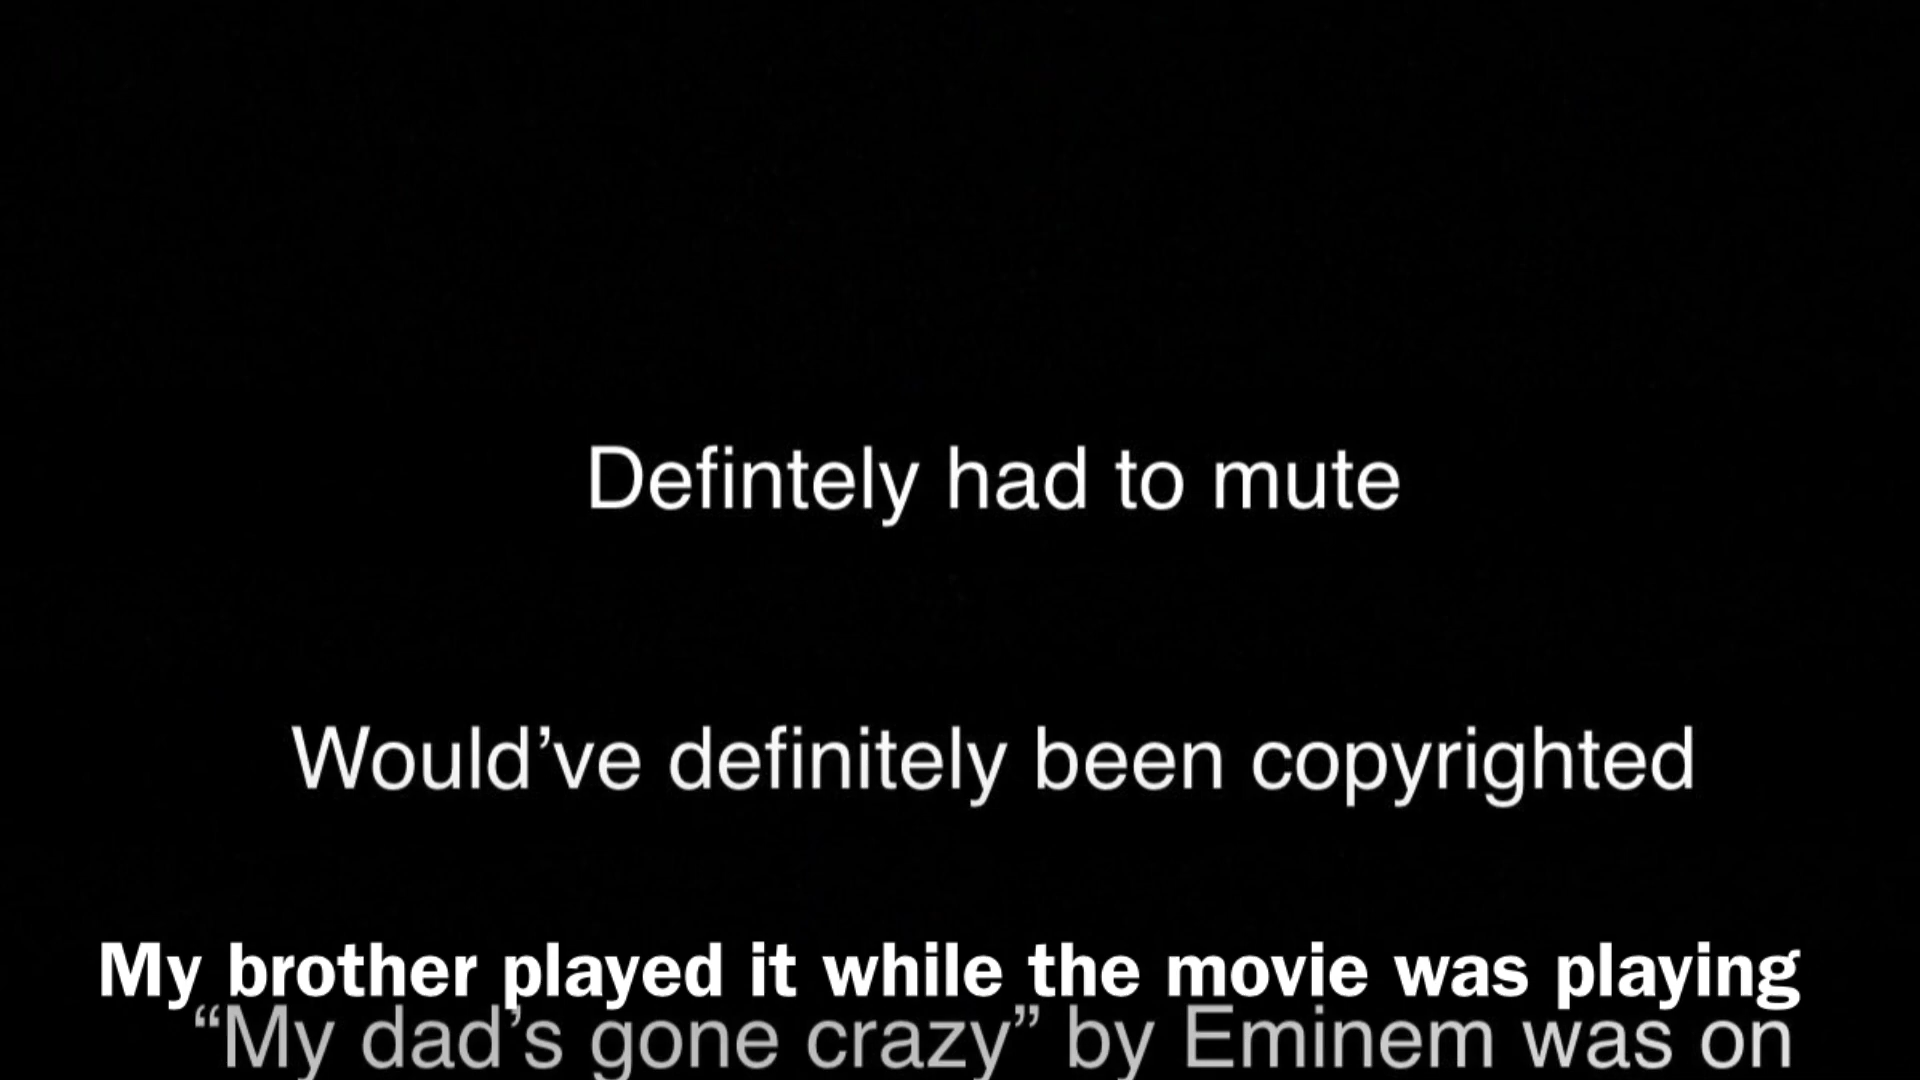 Defintely had to mute
Would’ve definitely been copyrighted
My brother played it while the movie was playing
“My dad’s gone crazy” by Eminem was on